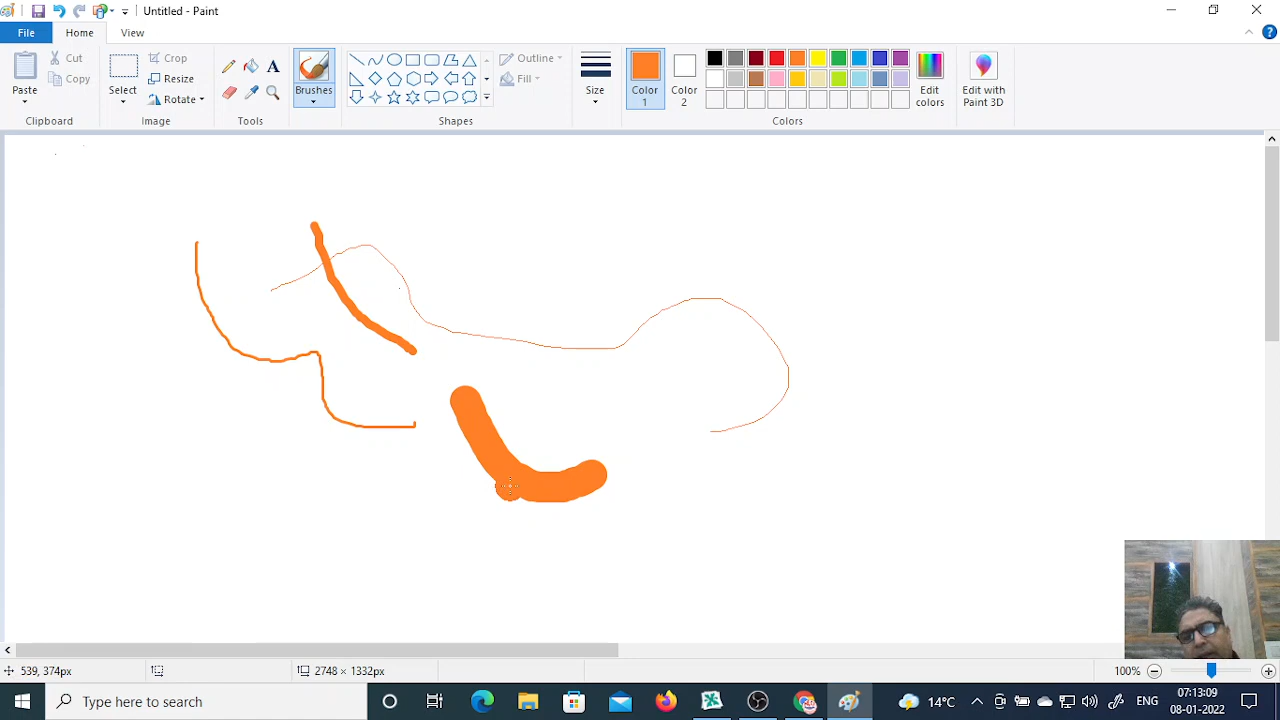 Untitled - Paint
File Home View
Cut
Copy
Paste
Clipboard
Select
Crop
Resize
Rotate
Image
A
Tools
Brushes
Outline
Fill
Shapes
Size
Color 1
Color 2
Edit colors
Colors
Edit with Paint 3D
539, 374px
2748 × 1332px
100%
Type here to search
14°C
ENG
07:13:09
08-01-2022